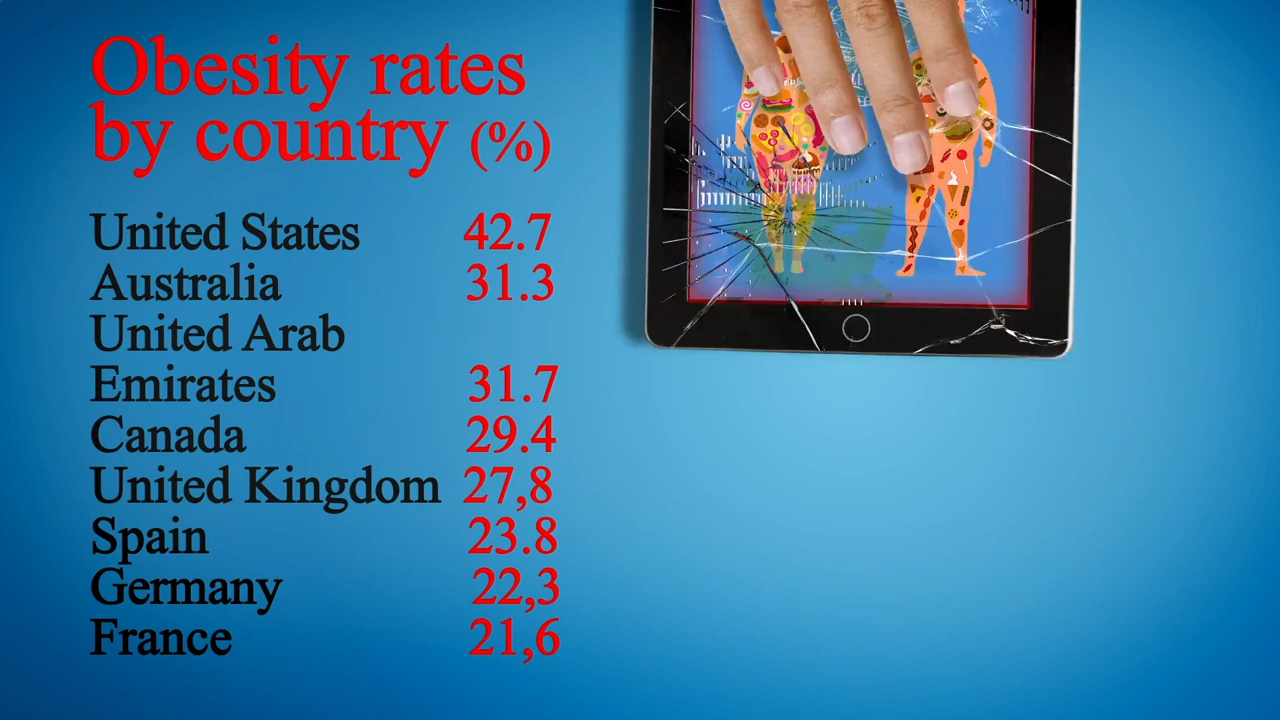 Obesity rates
by country (%)
United States 42.7
Australia 31.3
United Arab
Emirates 31.7
Canada 29.4
United Kingdom 27,8
Spain 23.8
Germany 22,3
France 21,6